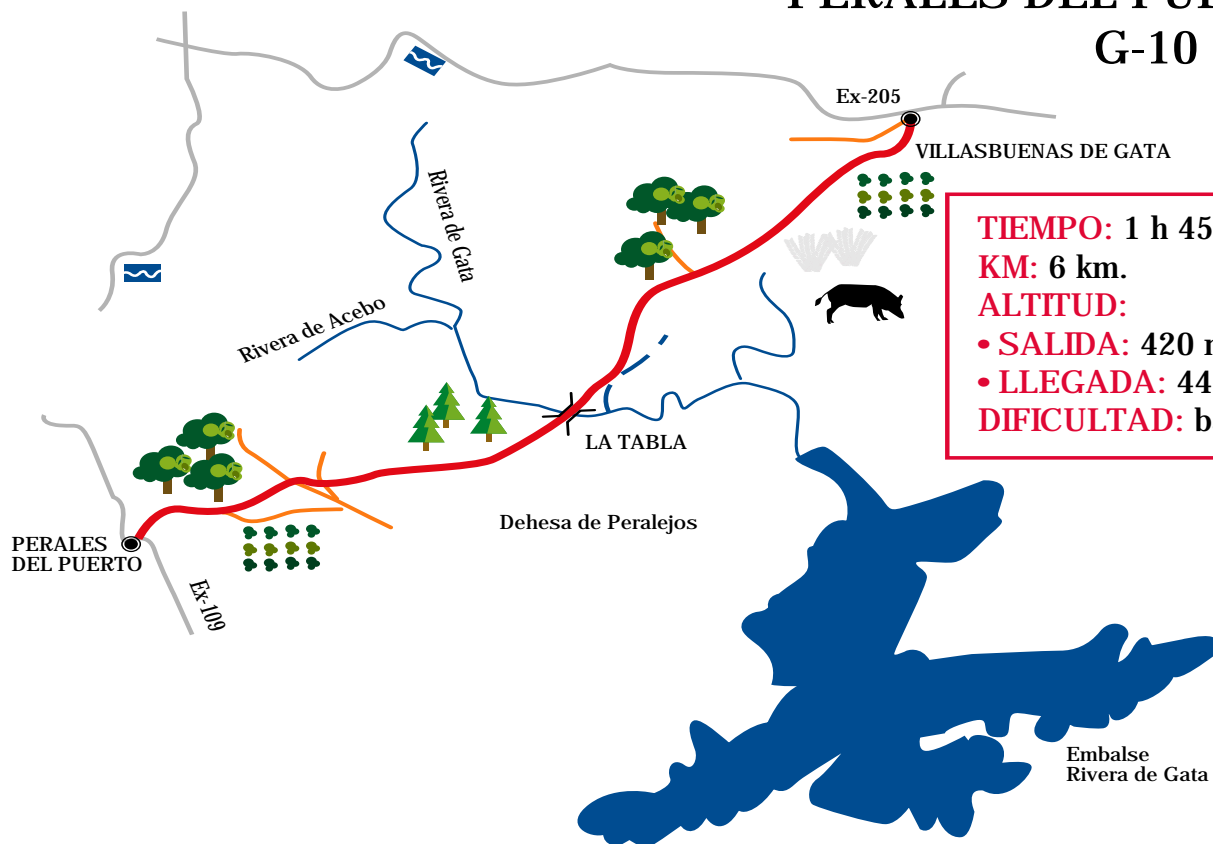 PERALES DEL
G-10
Ex-205
VILLASBUENAS DE GATA
Rivera de Gata
Rivera de Acebo
TIEMPO: 1 h 45
KM: 6 km.
ALTITUD:
• SALIDA: 420
• LLEGADA: 44
DIFICULTAD: b
LA TABLA
Dehesa de Peralejos
PERALES
DEL PUERTO
Ex-109
Embalse
Rivera de Gata